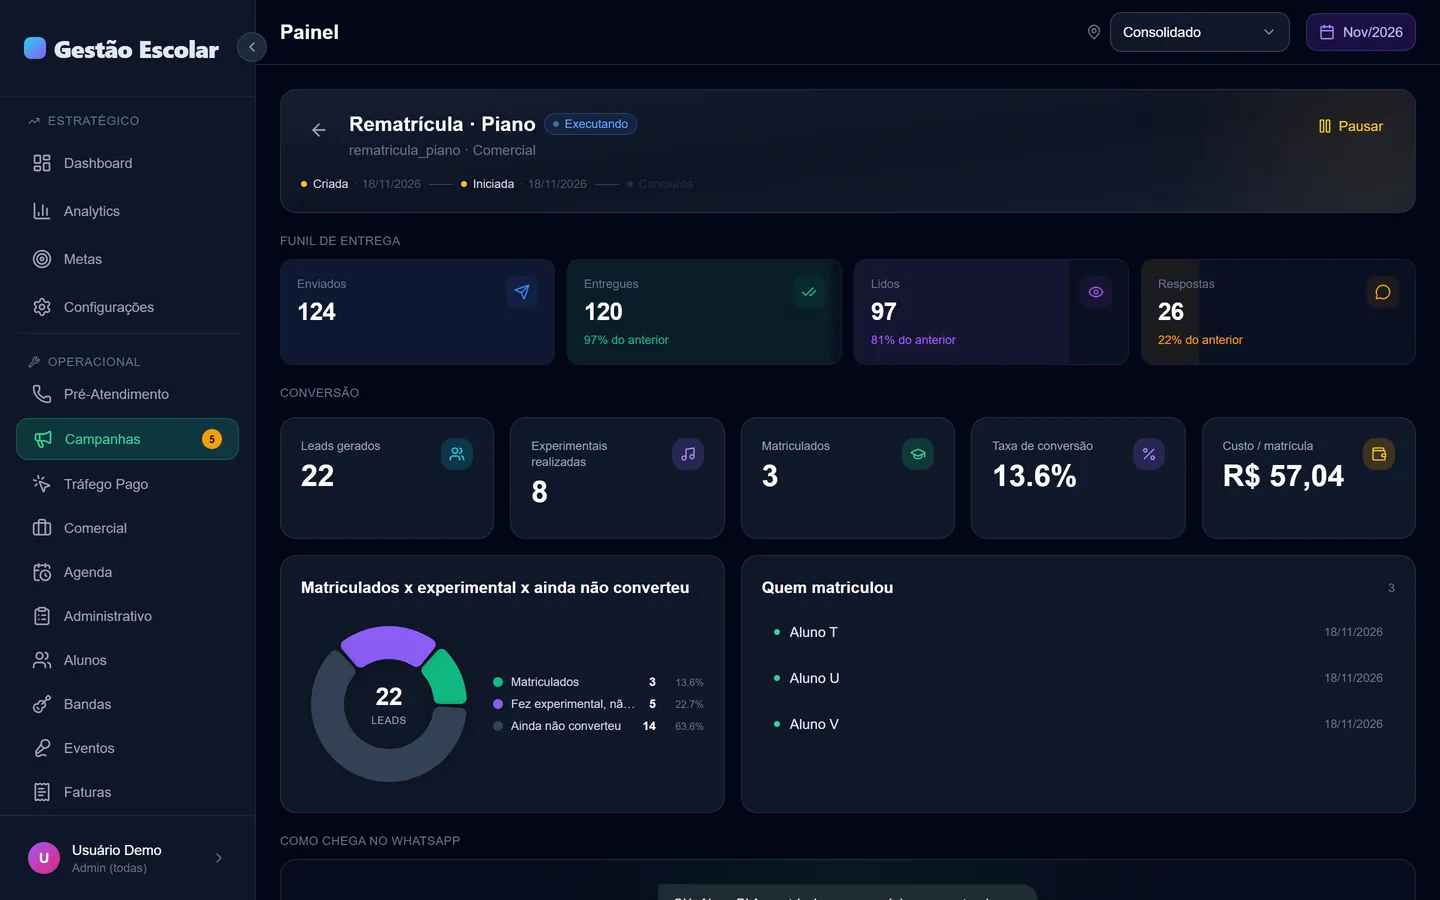 Gestão Escolar
Painel
Consolidado
Nov/2026
ESTRATÉGICO
Dashboard
Analytics
Metas
Configurações
OPERACIONAL
Pré-Atendimento
Campanhas
5
Tráfego Pago
Comercial
Agenda
Administrativo
Alunos
Bandas
Eventos
Faturas
U
Usuário Demo
Admin (todas)
Rematrícula · Piano
Executando
Pausar
rematricula_piano · Comercial
Criada · 18/11/2026
Iniciada · 18/11/2026
Concluída
FUNIL DE ENTREGA
Enviados
124
Entregues
120
97% do anterior
Lidos
97
81% do anterior
Respostas
26
22% do anterior
CONVERSÃO
Leads gerados
22
Experimentais
realizadas
8
Matriculados
3
Taxa de conversão
13.6%
Custo / matrícula
R$ 57,04
Matriculados x experimental x ainda não converteu
22
LEADS
Matriculados 3 13.6%
Fez experimental, nã... 5 22.7%
Ainda não converteu 14 63.6%
Quem matriculou
3
Aluno T 18/11/2026
Aluno U 18/11/2026
Aluno V 18/11/2026
COMO CHEGA NO WHATSAPP